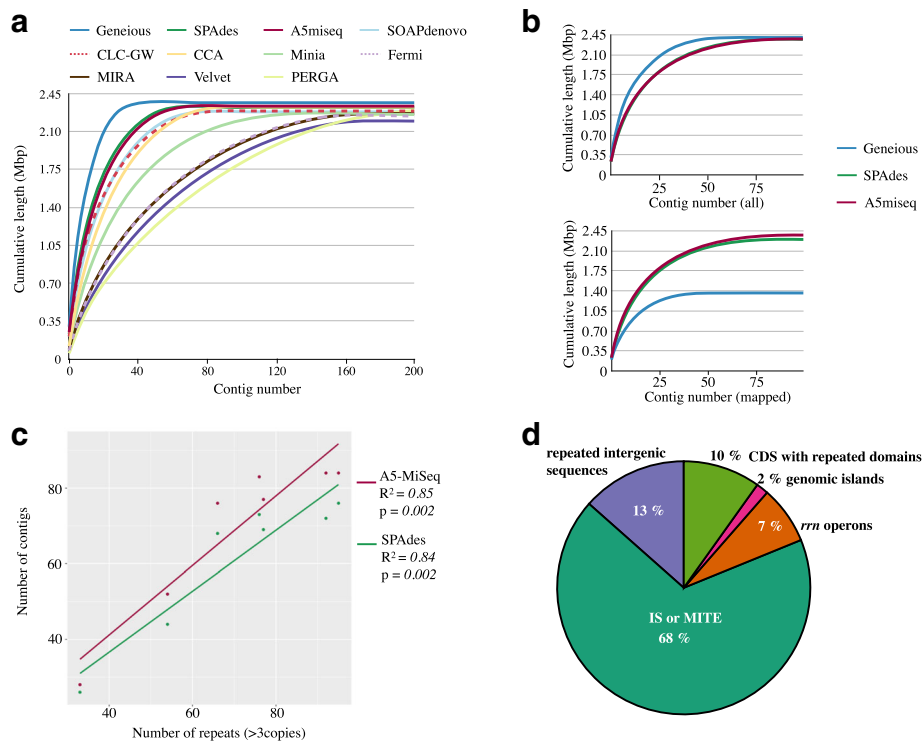 a
Geneious SPAdes A5miseq SOAPdenovo
CLC-GW CCA Minia Fermi
MIRA Velvet PERGA
Cumulative length (Mbp)
2.45
2.10
1.75
1.40
1.05
0.70
0.35
0
0 40 80 120 160 200
Contig number
b
Cumulative length (Mbp)
2.45
2.10
1.75
1.40
1.05
0.70
0.35
0
25 50 75
Contig number (all)
Cumulative length (Mbp)
2.45
2.10
1.75
1.40
1.05
0.70
0.35
0
25 50 75
Contig number (mapped)
Geneious
SPAdes
A5miseq
c
Number of contigs
80
60
40
40 60 80
Number of repeats (>3copies)
A5-MiSeq
R² = 0.85
p = 0.002
SPAdes
R² = 0.84
p = 0.002
d
repeated intergenic
sequences
13 %
10 % CDS with repeated domains
2 % genomic islands
7 % rrn operons
IS or MITE
68 %